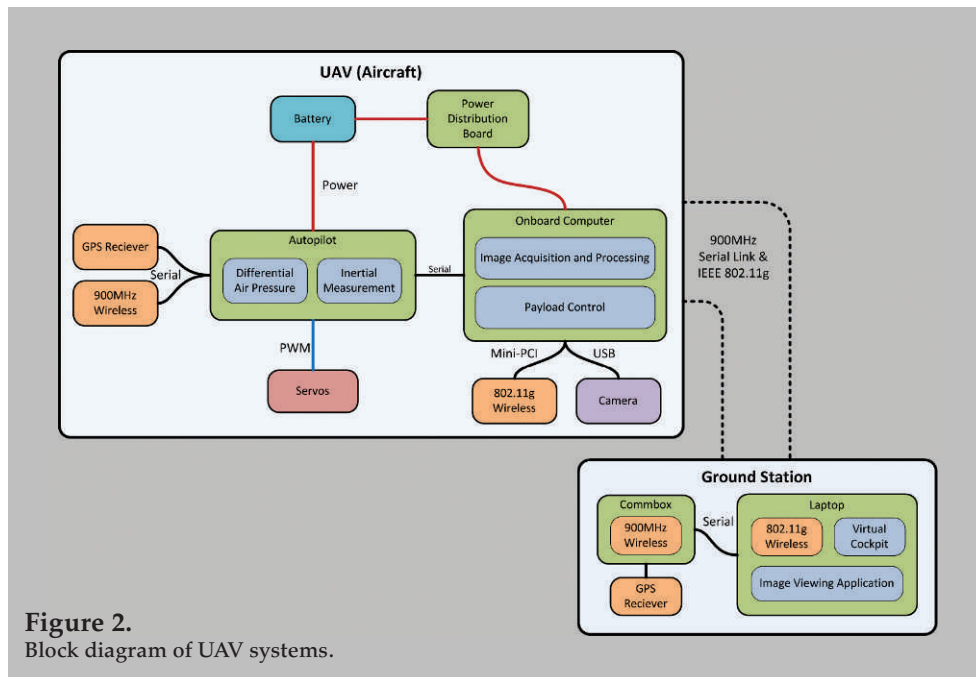 UAV (Aircraft)
Battery
Power
Distribution
Board
Power
Onboard Computer
GPS Reciever
Autopilot
Image Acquisition and Processing
Serial
Differential
Air Pressure
Inertial
Measurement
Serial
900MHz
Wireless
Payload Control
PWM
Mini-PCI
USB
Servos
802.11g
Wireless
Camera
900MHz
Serial Link &
IEEE 802.11g
Ground Station
Commbox
900MHz
Wireless
Serial
Laptop
802.11g
Wireless
Virtual
Cockpit
GPS
Reciever
Image Viewing Application
Figure 2.
Block diagram of UAV systems.